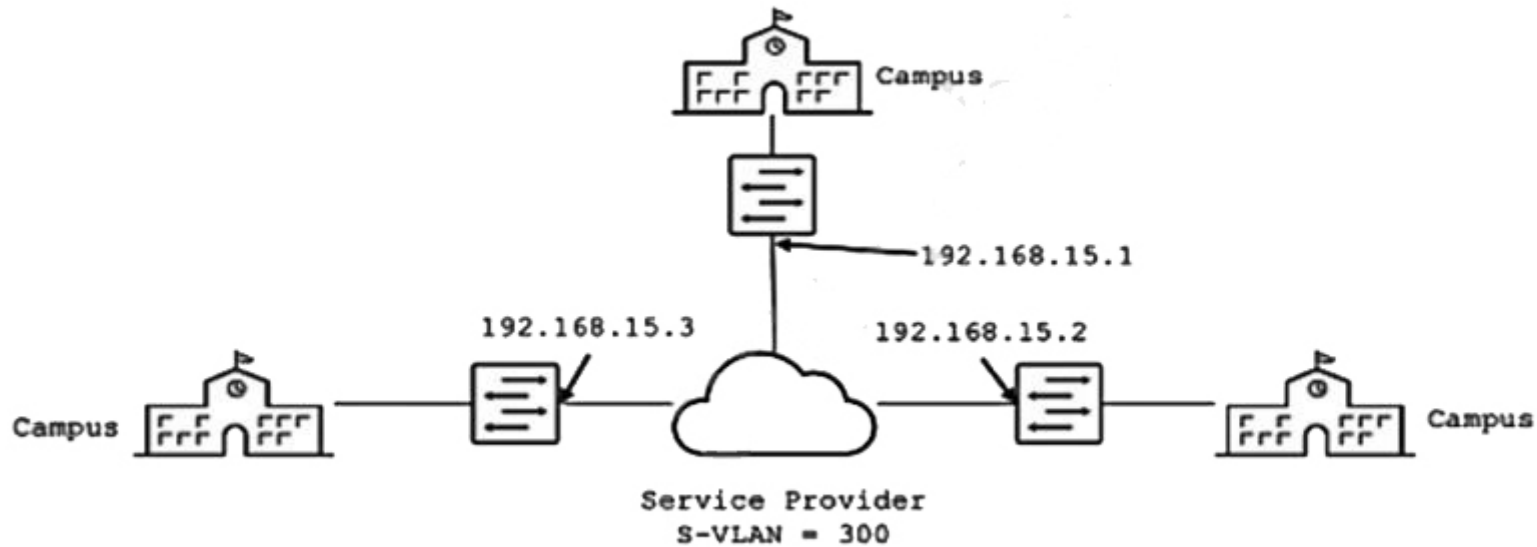 Campus
192.168.15.1
192.168.15.3
192.168.15.2
Campus
Campus
Service Provider
S-VLAN = 300